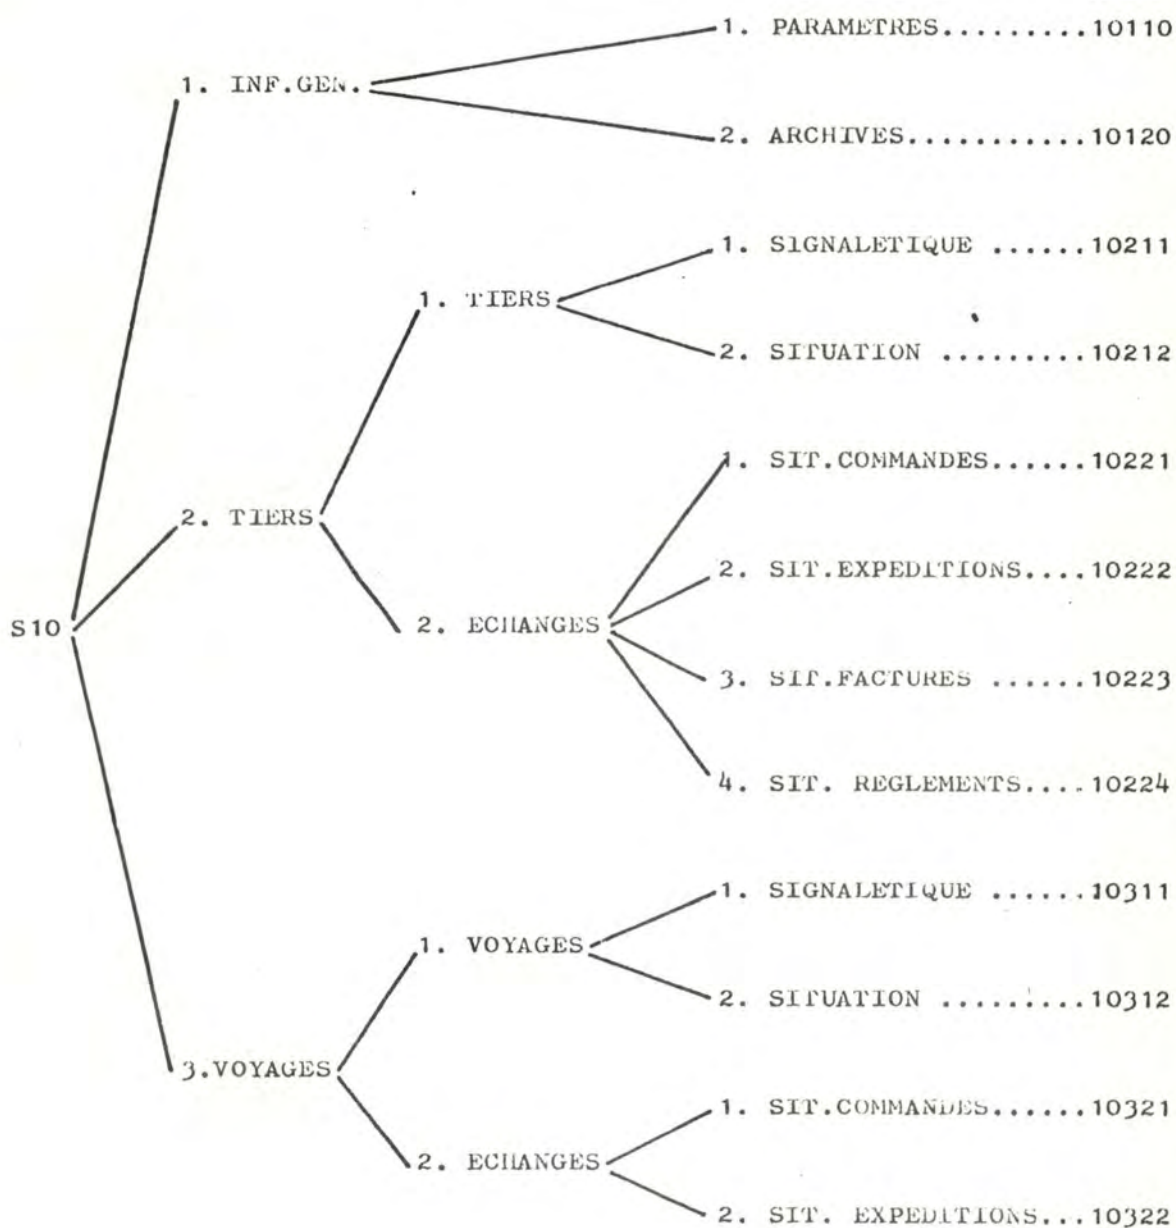 1. PARAMETRES.........10110
1. INF.GEN.
2. ARCHIVES...........10120
1. SIGNALETIQUE ......10211
1. TIERS
2. SITUATION .........10212
1. SIT.COMMANDES......10221
2. TIERS
2. SIT.EXPEDITIONS....10222
S10
2. ECHANGES
3. SIT.FACTURES ......10223
4. SIT. REGLEMENTS....10224
1. SIGNALETIQUE ......10311
1. VOYAGES
2. SITUATION .........10312
3.VOYAGES
1. SIT.COMMANDES......10321
2. ECHANGES
2. SIT. EXPEDITIONS...10322